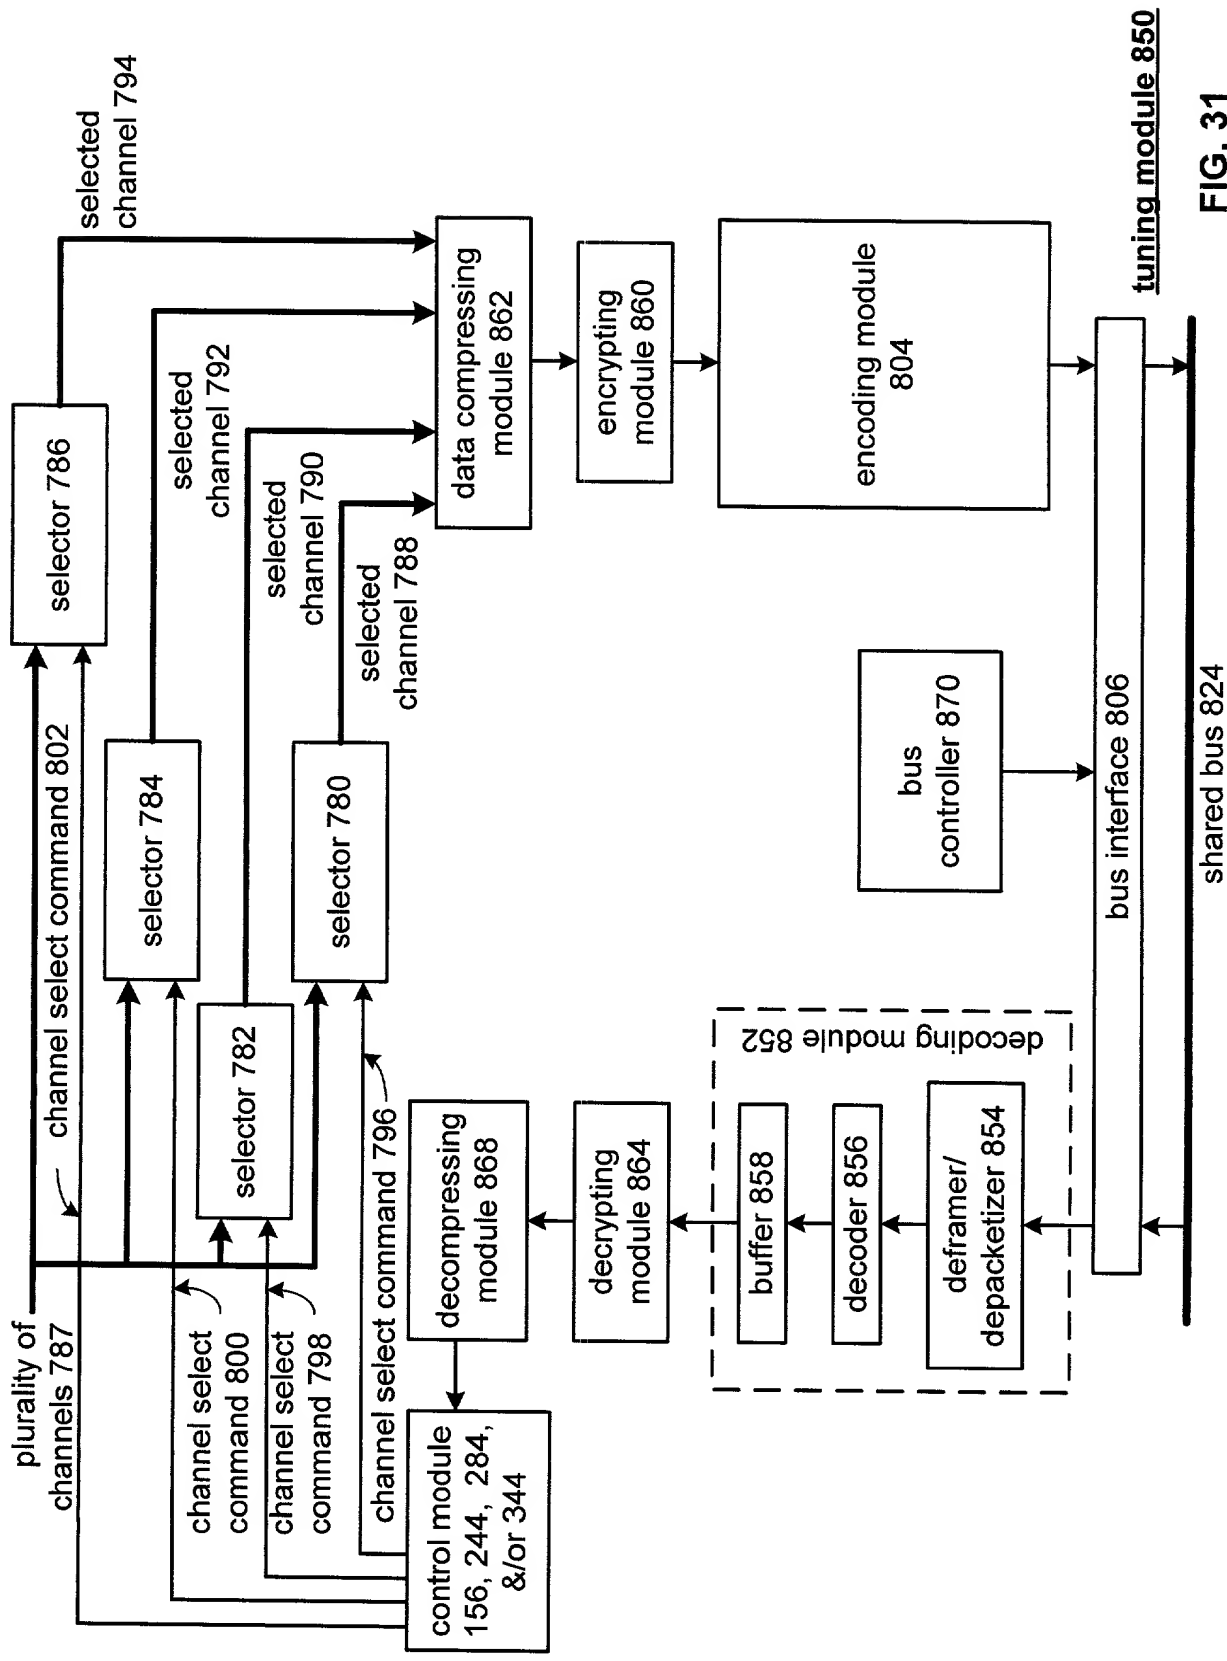 plurality of
channels 787
channel select command 802
selector 786
selected
channel 794
channel select
command 800
selector 784
selected
channel 792
channel select
command 798
selector 782
selected
channel 790
channel select command 796
selector 780
selected
channel 788
control module
156, 244, 284,
&/or 344
decompressing
module 868
data compressing
module 862
decrypting
module 864
encrypting
module 860
decoding module 852
buffer 858
decoder 856
deframer/
depacketizer 854
bus
controller 870
encoding module
804
bus interface 806
shared bus 824
tuning module 850
FIG. 31